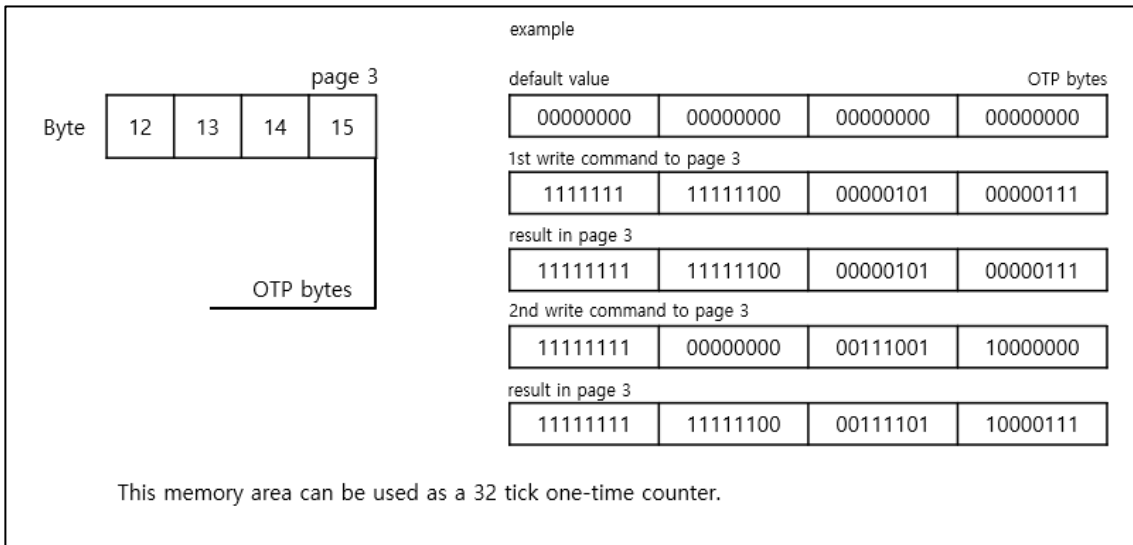 page 3
Byte 12 13 14 15
OTP bytes
example
default value OTP bytes
00000000 00000000 00000000 00000000
1st write command to page 3
1111111 11111100 00000101 00000111
result in page 3
11111111 11111100 00000101 00000111
2nd write command to page 3
11111111 00000000 00111001 10000000
result in page 3
11111111 11111100 00111101 10000111
This memory area can be used as a 32 tick one-time counter.